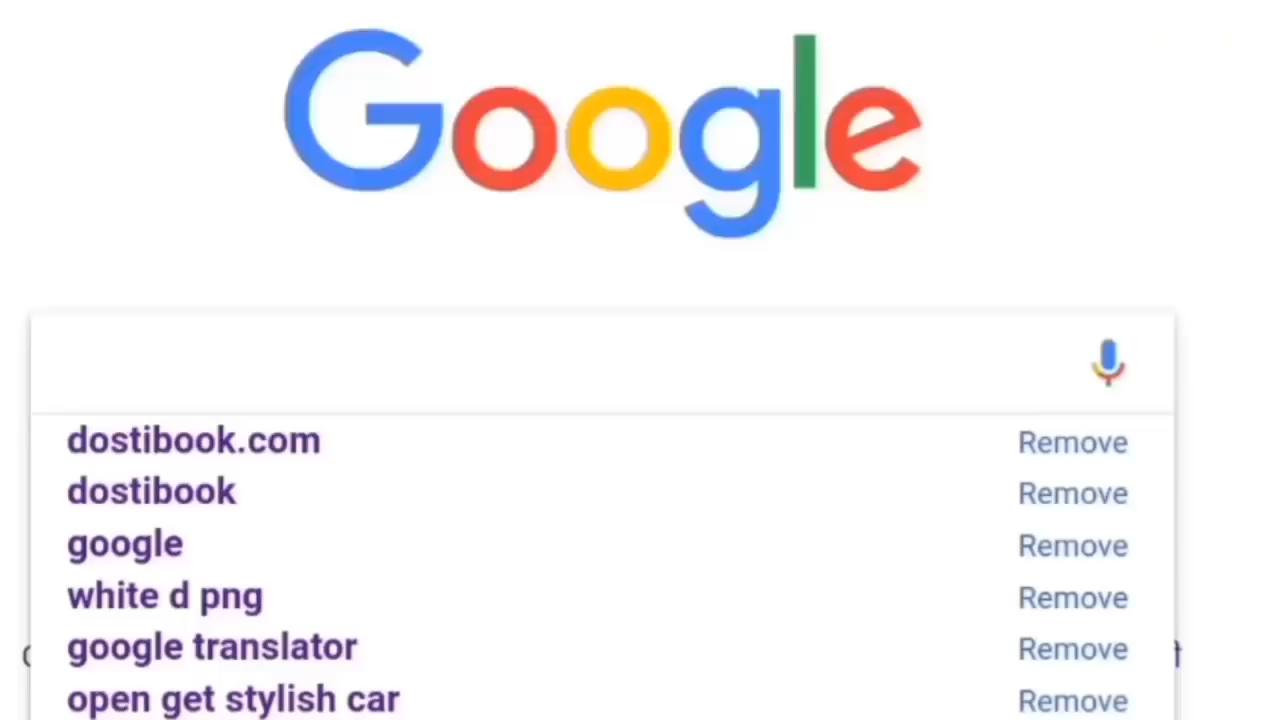 Google
dostibook.com Remove
dostibook Remove
google Remove
white d png Remove
google translator Remove
open get stylish car Remove